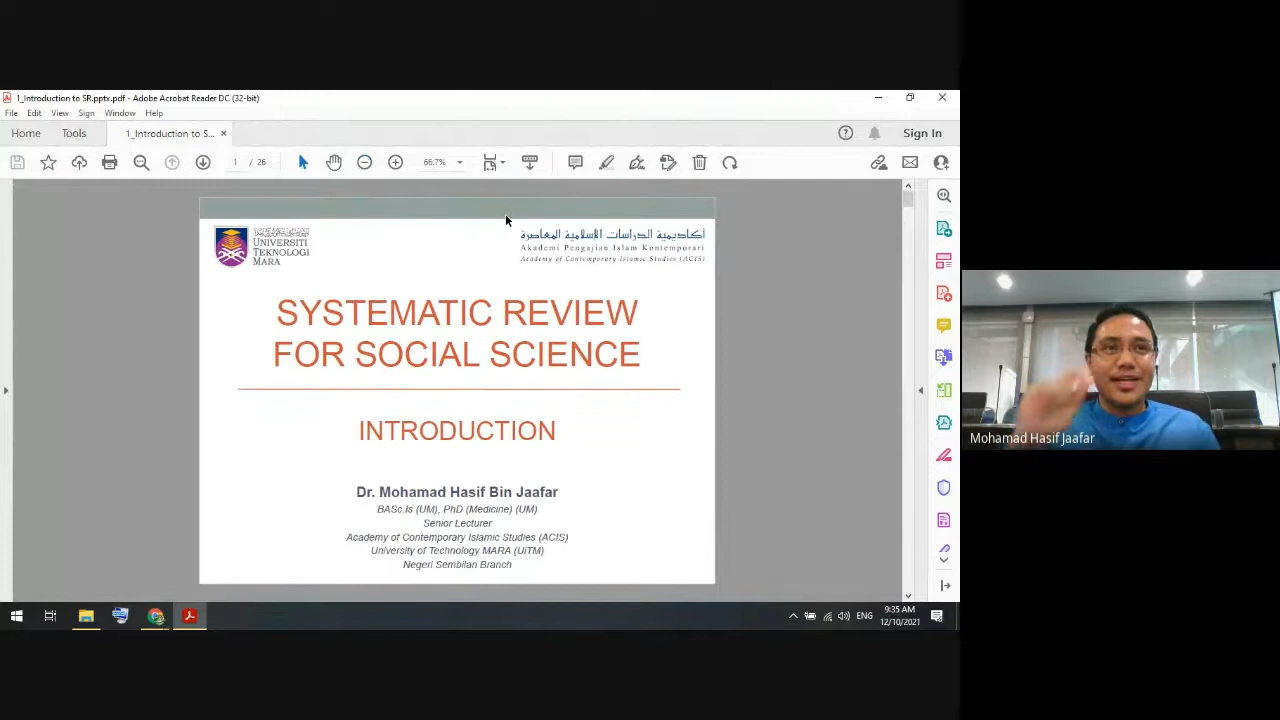 1_Introduction to SR.pptx.pdf - Adobe Acrobat Reader DC (32-bit)
File Edit View Sign Window Help
Home Tools 1_Introduction to S... × Sign In
1 / 26 66.7%
UNIVERSITI
TEKNOLOGI
MARA
أكاديمية الدراسات الإسلامية المعاصرة
Akademi Pengajian Islam Kontemporari
Academy of Contemporary Islamic Studies (ACIS)
SYSTEMATIC REVIEW
FOR SOCIAL SCIENCE
INTRODUCTION
Dr. Mohamad Hasif Bin Jaafar
BASc.Is (UM), PhD (Medicine) (UM)
Senior Lecturer
Academy of Contemporary Islamic Studies (ACIS)
University of Technology MARA (UiTM)
Negeri Sembilan Branch
Mohamad Hasif Jaafar
ENG
9:35 AM
12/10/2021